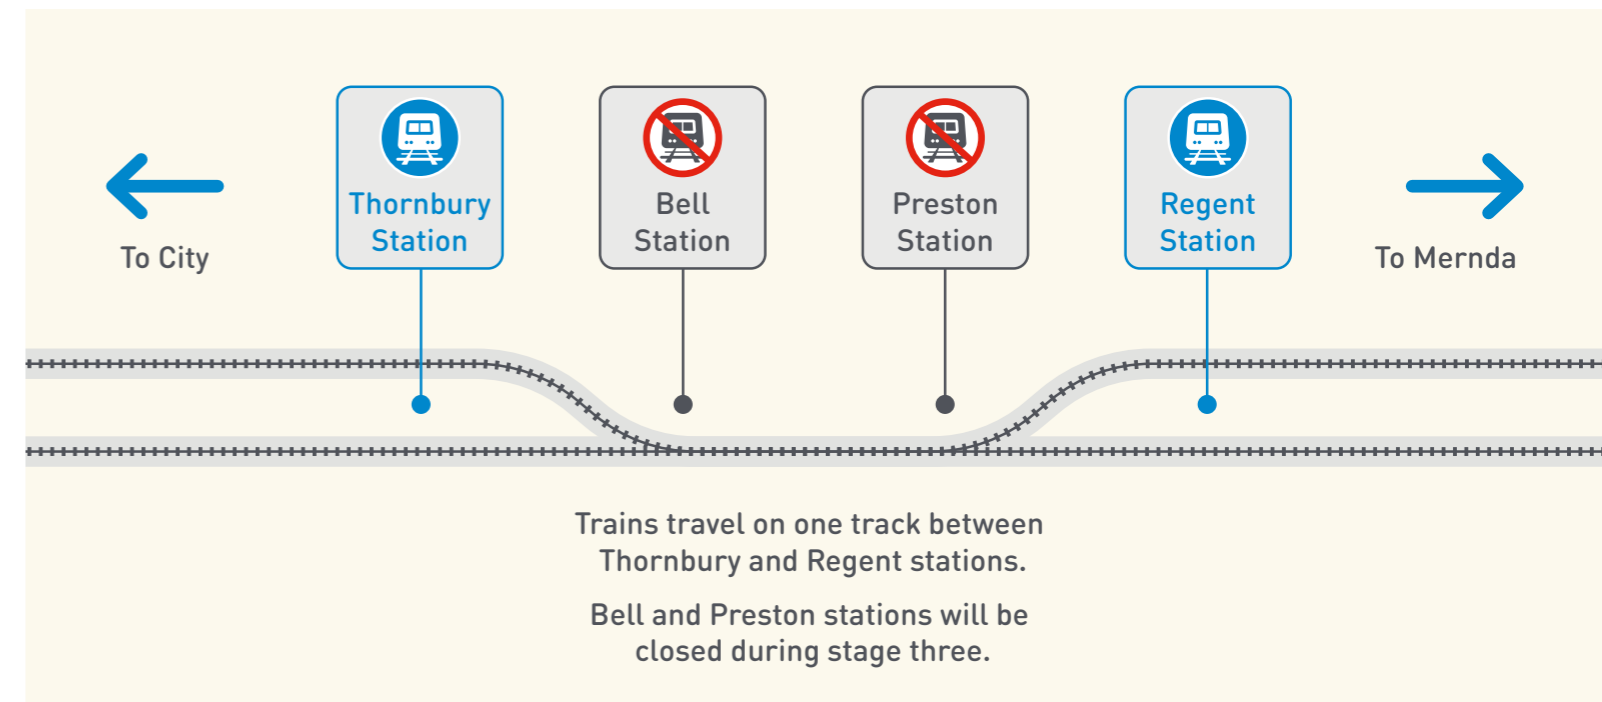 Thornbury
Station
Bell
Station
Preston
Station
Regent
Station
To City
To Mernda
Trains travel on one track between
Thornbury and Regent stations.
Bell and Preston stations will be
closed during stage three.